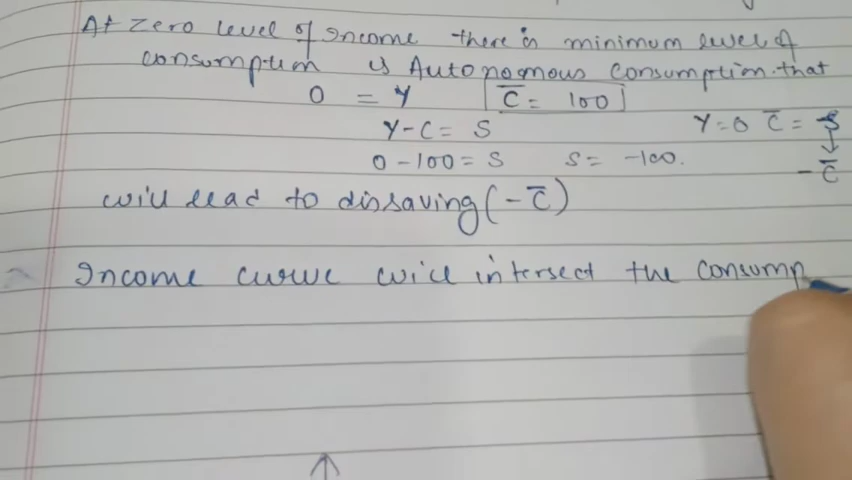 At zero level of income there is minimum level of
consumption is Autonomous consumption. that
0 = Y C̅ = 100
Y-C = S Y=0 C̅ = S
0-100 = S S = -100. -C̅
will lead to dissaving (-C̅)
Income curve will intersect the consump